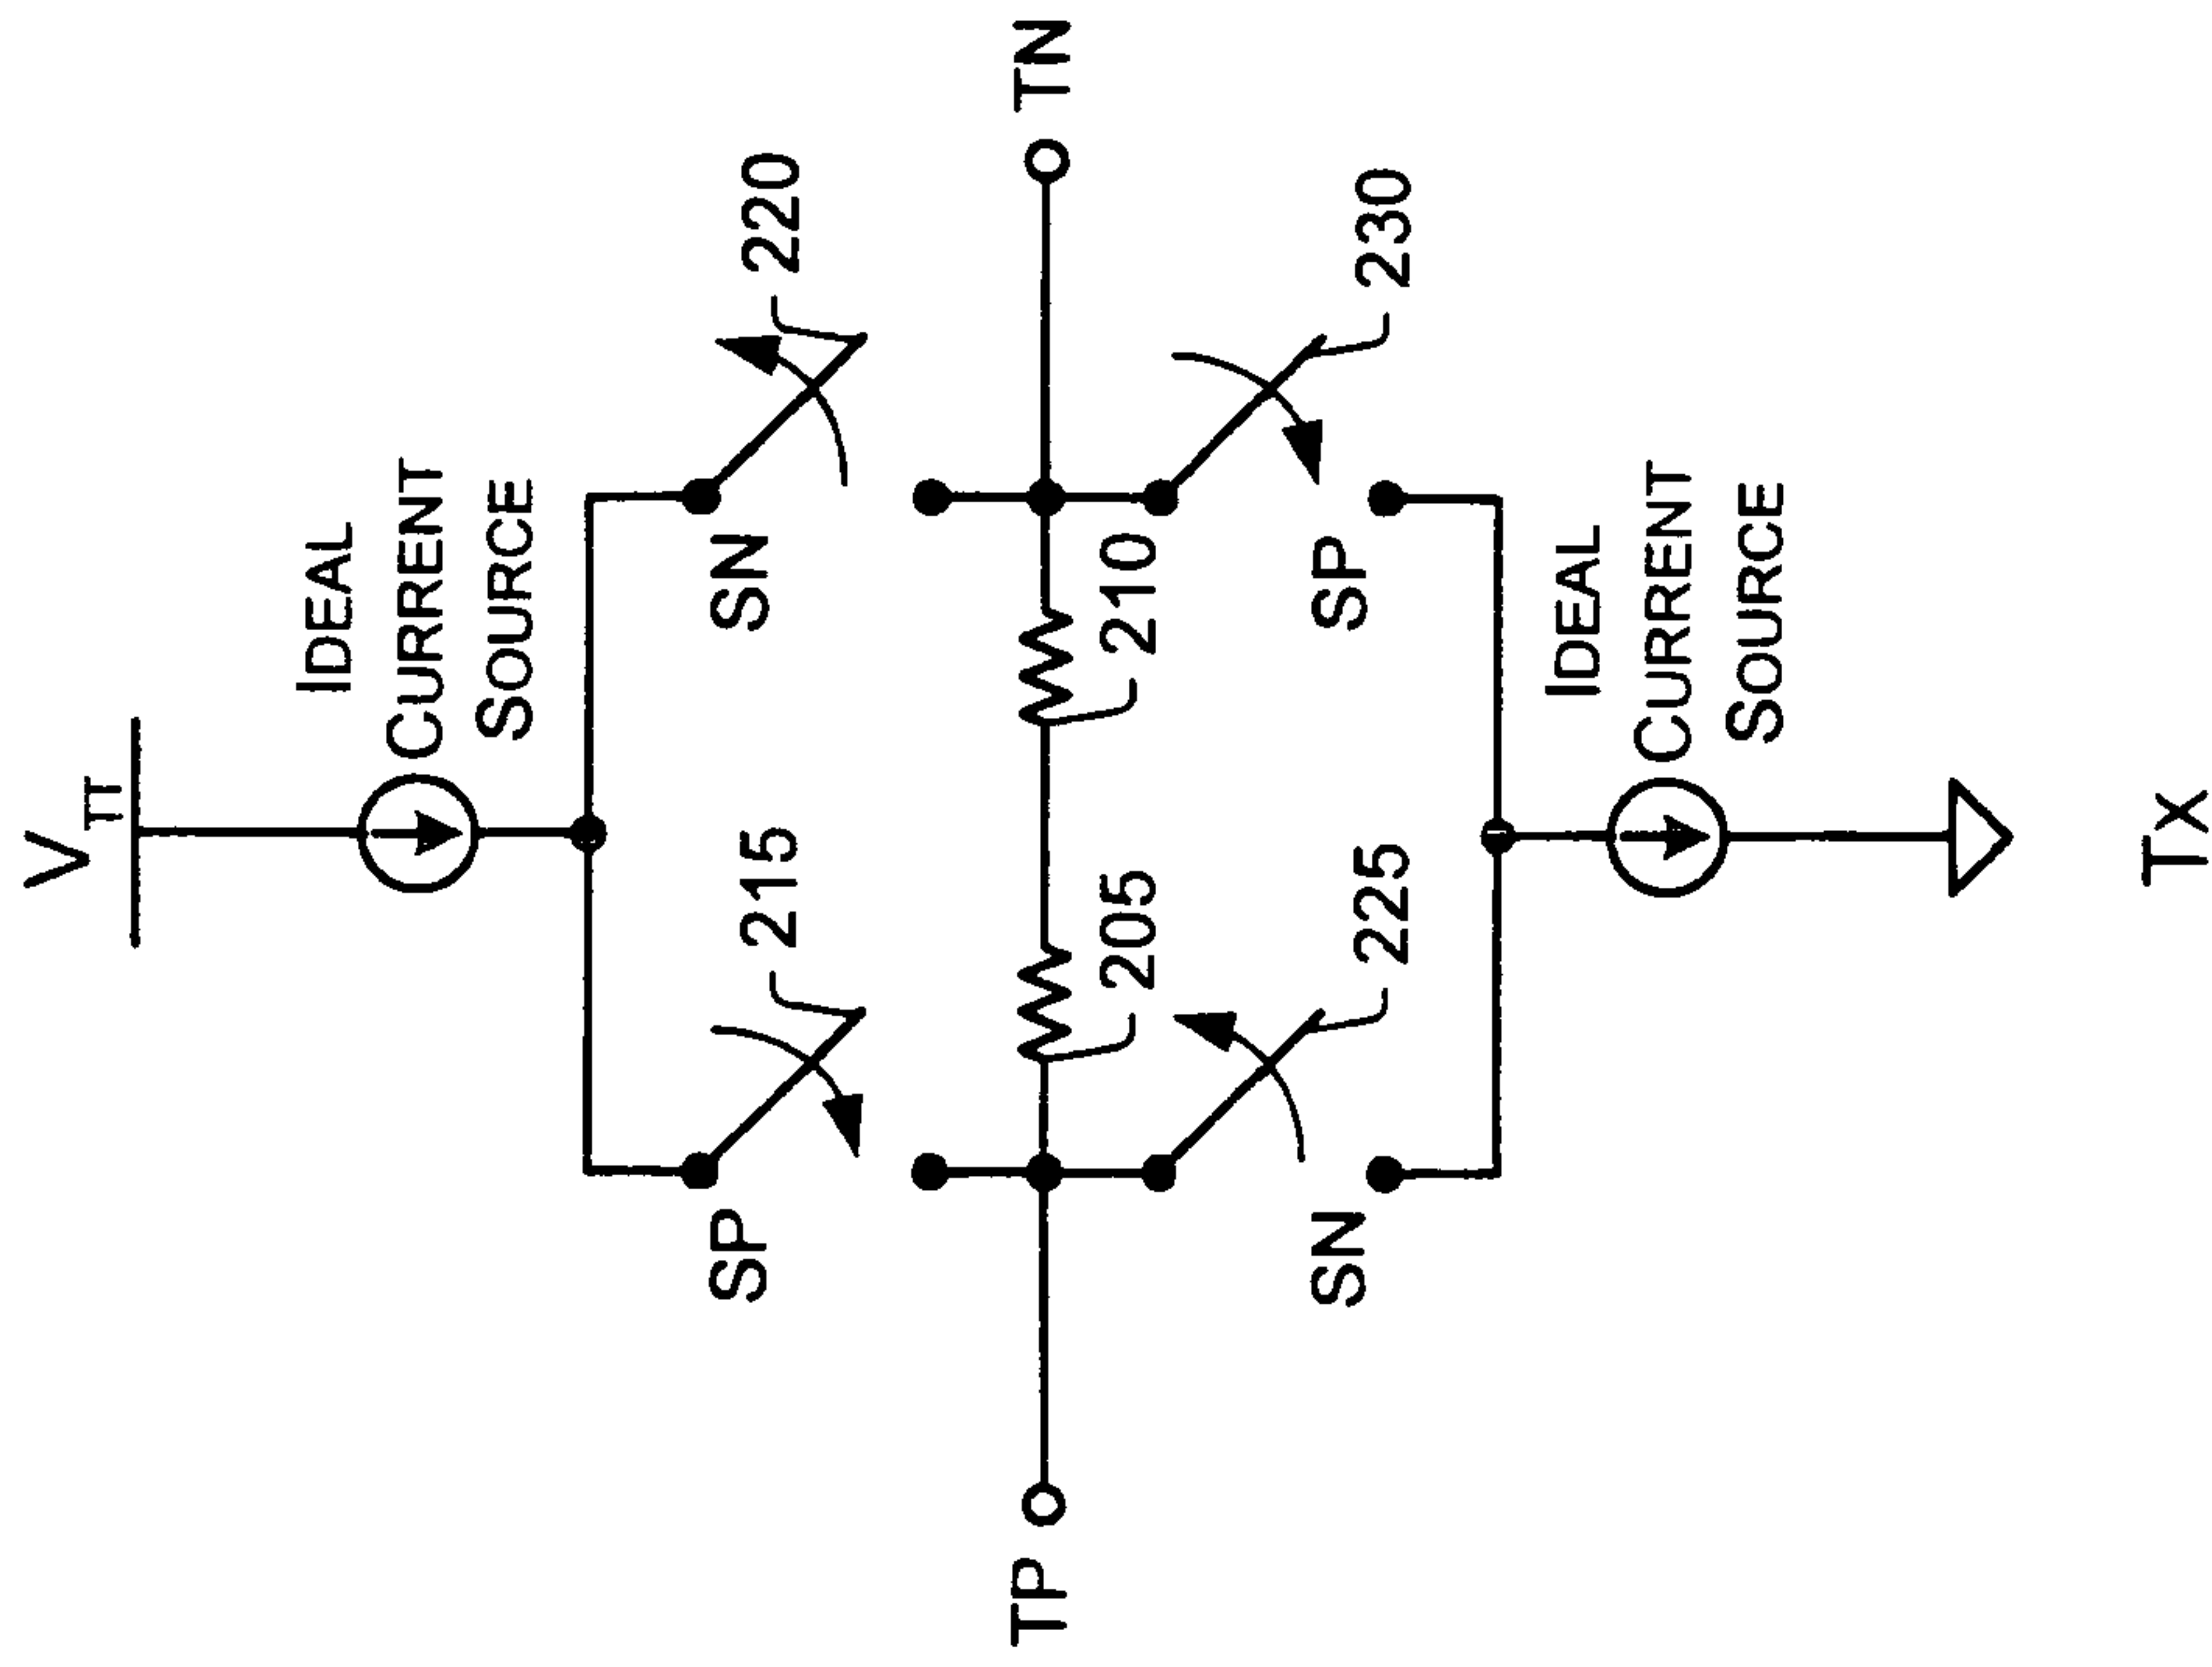 VTT
IDEAL
CURRENT
SOURCE
SP
215
SN
220
TP
TN
205
210
SN
225
SP
230
IDEAL
CURRENT
SOURCE
TX